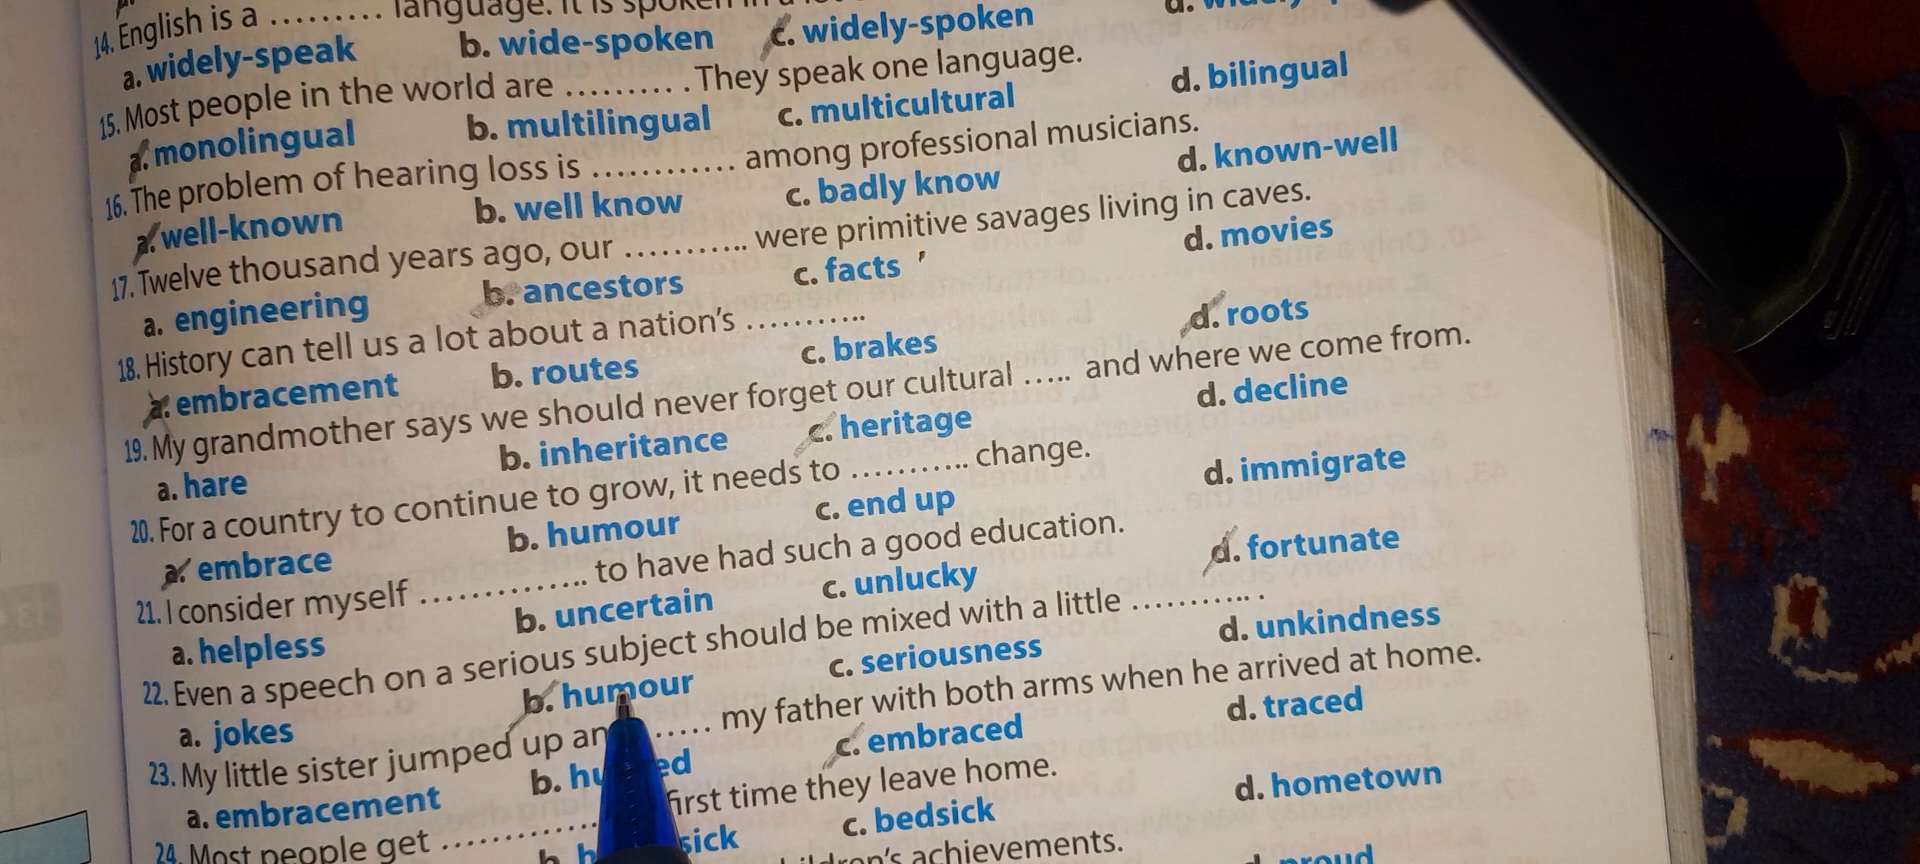 14. English is a ......... language. It is spoken in a
a. widely-speak b. wide-spoken c. widely-spoken d.
15. Most people in the world are .......... They speak one language.
a. monolingual b. multilingual c. multicultural d. bilingual
16. The problem of hearing loss is ............ among professional musicians.
a. well-known b. well know c. badly know d. known-well
17. Twelve thousand years ago, our ........... were primitive savages living in caves.
a. engineering b. ancestors c. facts d. movies
18. History can tell us a lot about a nation's ...........
a. embracement b. routes c. brakes d. roots
19. My grandmother says we should never forget our cultural ..... and where we come from.
a. hare b. inheritance c. heritage d. decline
20. For a country to continue to grow, it needs to ........... change.
a. embrace b. humour c. end up d. immigrate
21. I consider myself ............... to have had such a good education.
a. helpless b. uncertain c. unlucky d. fortunate
22. Even a speech on a serious subject should be mixed with a little ............
a. jokes b. humour c. seriousness d. unkindness
23. My little sister jumped up an ..... my father with both arms when he arrived at home.
a. embracement b. c. embraced d. traced
24. Most people get ............ first time they leave home.
b. sick c. bedsick d. hometown
achievements.
d. proud